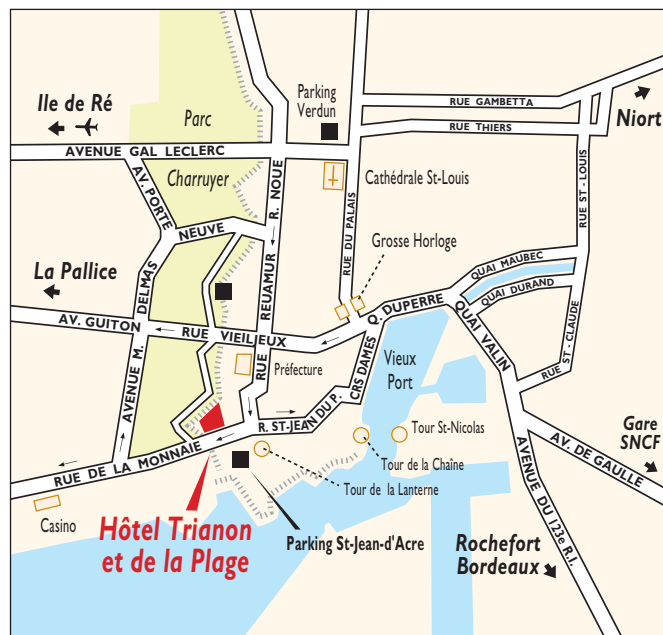 Ile de Ré
Parc
Parking
Verdun
RUE GAMBETTA
Niort
RUE THIERS
AVENUE GAL LECLERC
Charruyer
R. NOUE
Cathédrale St-Louis
RUE ST-LOUIS
AV. PORTE
NEUVE
RUE DU PALAIS
Grosse Horloge
La Pallice
DELMAS
REUAMUR
QUAI MAUBEC
QUAI DURAND
Q. DUPERRE
AV. GUITON
RUE VIEILJEUX
QUAI VALIN
AVENUE M.
RUE
Préfecture
CRS DAMES
Vieux
Port
RUE ST - CLAUDE
R. ST-JEAN DU P.
Tour St-Nicolas
Gare
SNCF
AV. DE GAULLE
RUE DE LA MONNAIE
Tour de la Chaîne
Tour de la Lanterne
Casino
Hôtel Trianon
et de la Plage
Parking St-Jean-d'Acre
AVENUE DU 123e R.I.
Rochefort
Bordeaux